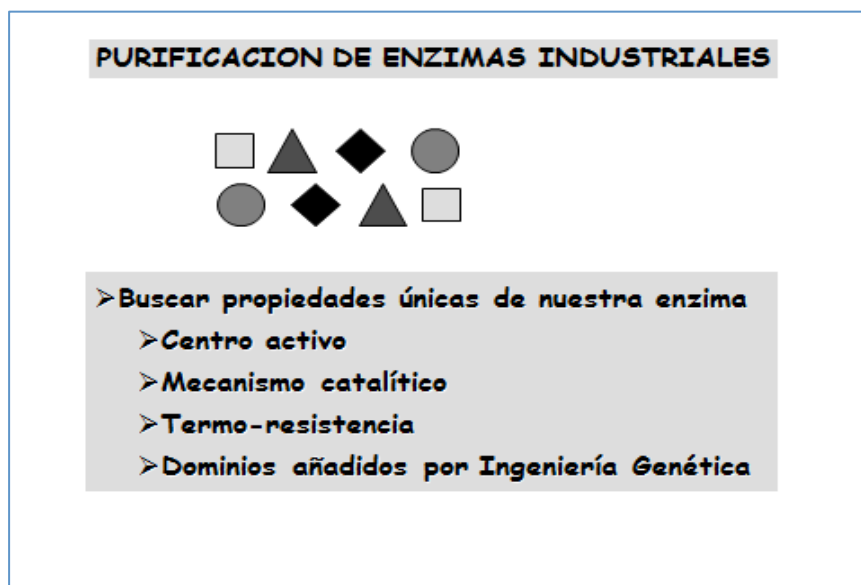 PURIFICACION DE ENZIMAS INDUSTRIALES
➢Buscar propiedades únicas de nuestra enzima
➢Centro activo
➢Mecanismo catalítico
➢Termo-resistencia
➢Dominios añadidos por Ingeniería Genética